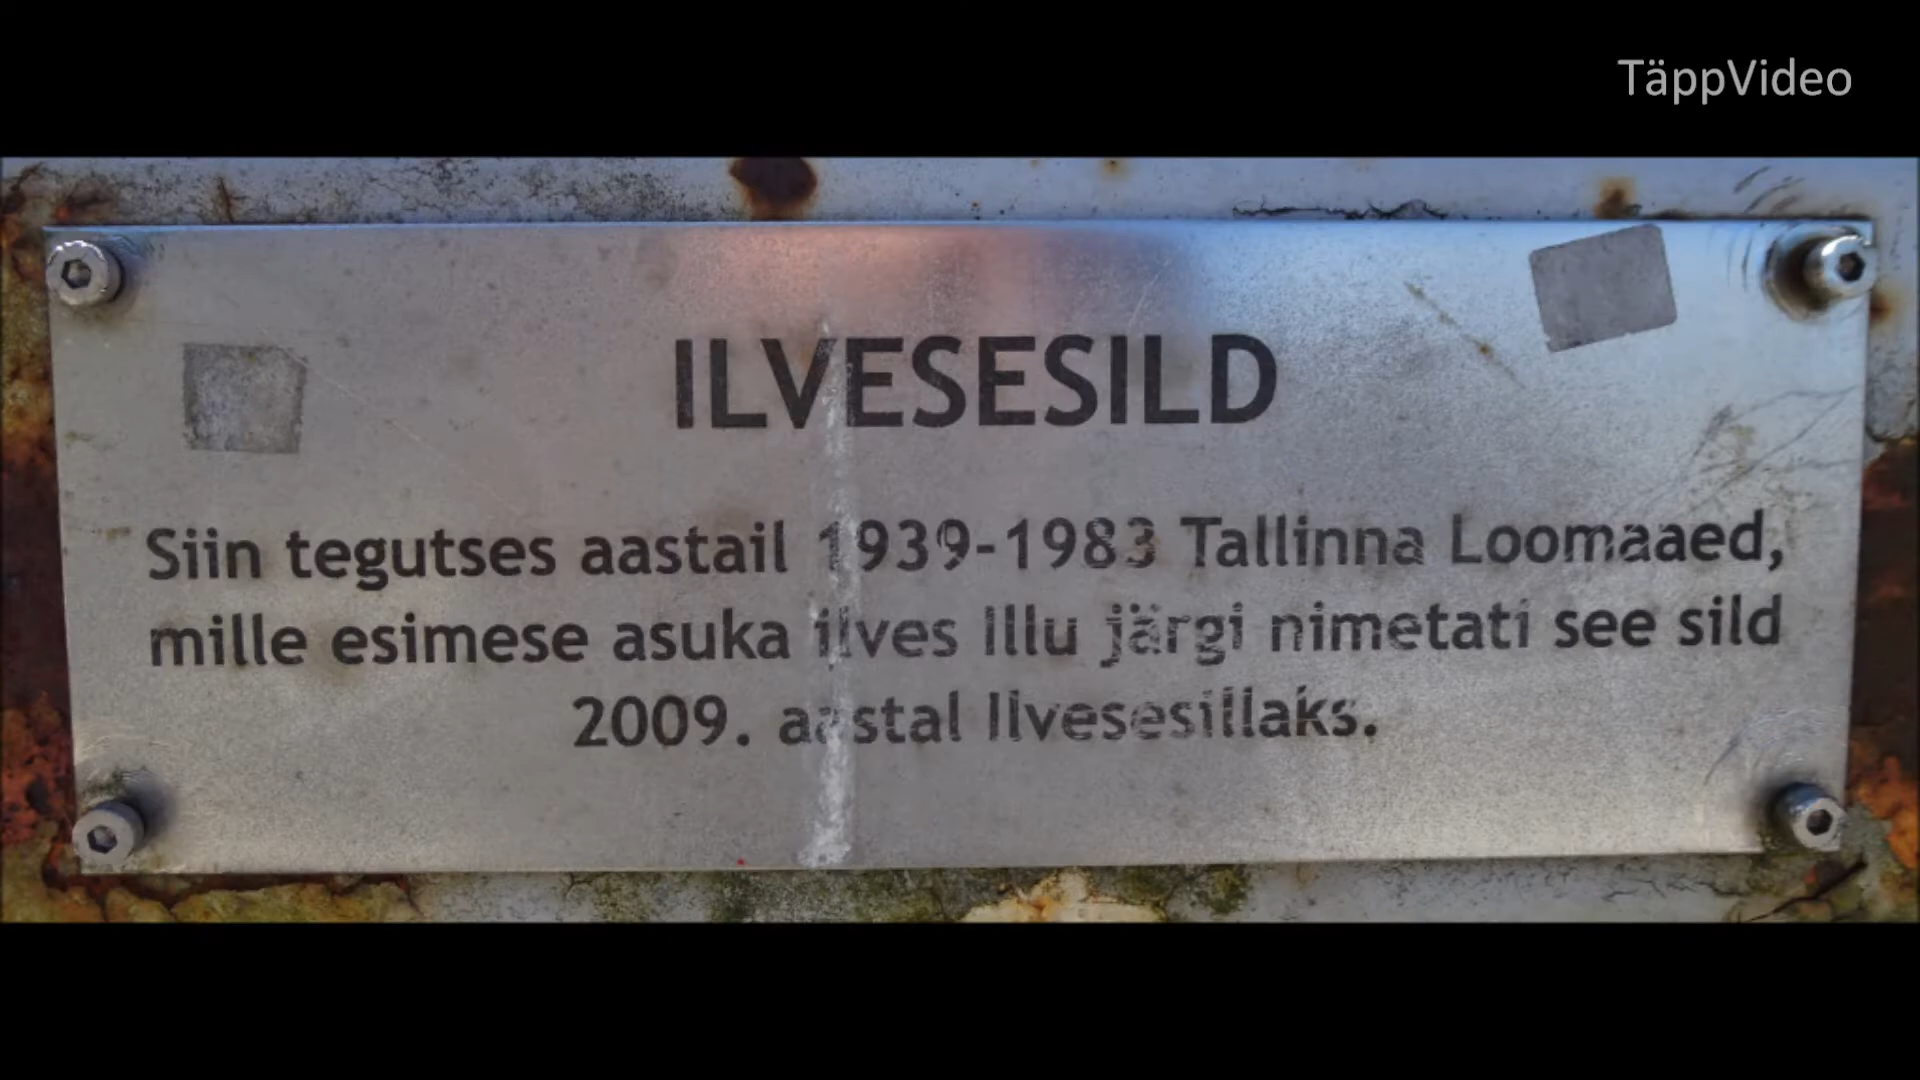 TäppVideo
ILVESESILD
Siin tegutses aastail 1939-1983 Tallinna Loomaaed,
mille esimese asuka ilves Illu järgi nimetati see sild
2009. aastal Ilvesesillaks.